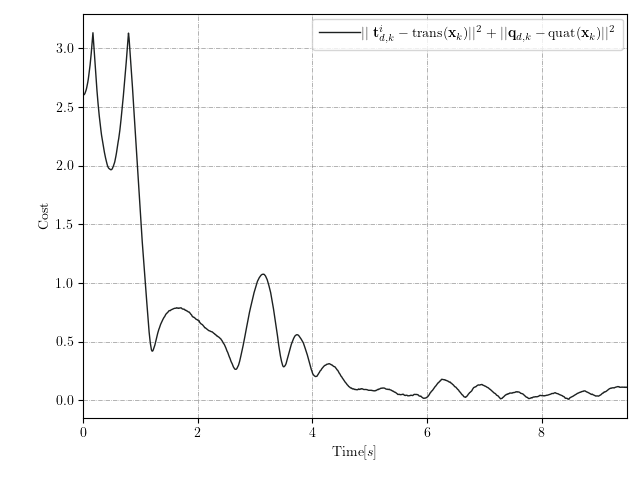 || t^i_{d,k} − trans(x_k)||^2 + ||q_{d,k} − quat(x_k)||^2
3.0
2.5
2.0
1.5
1.0
0.5
0.0
Cost
0 2 4 6 8
Time[s]